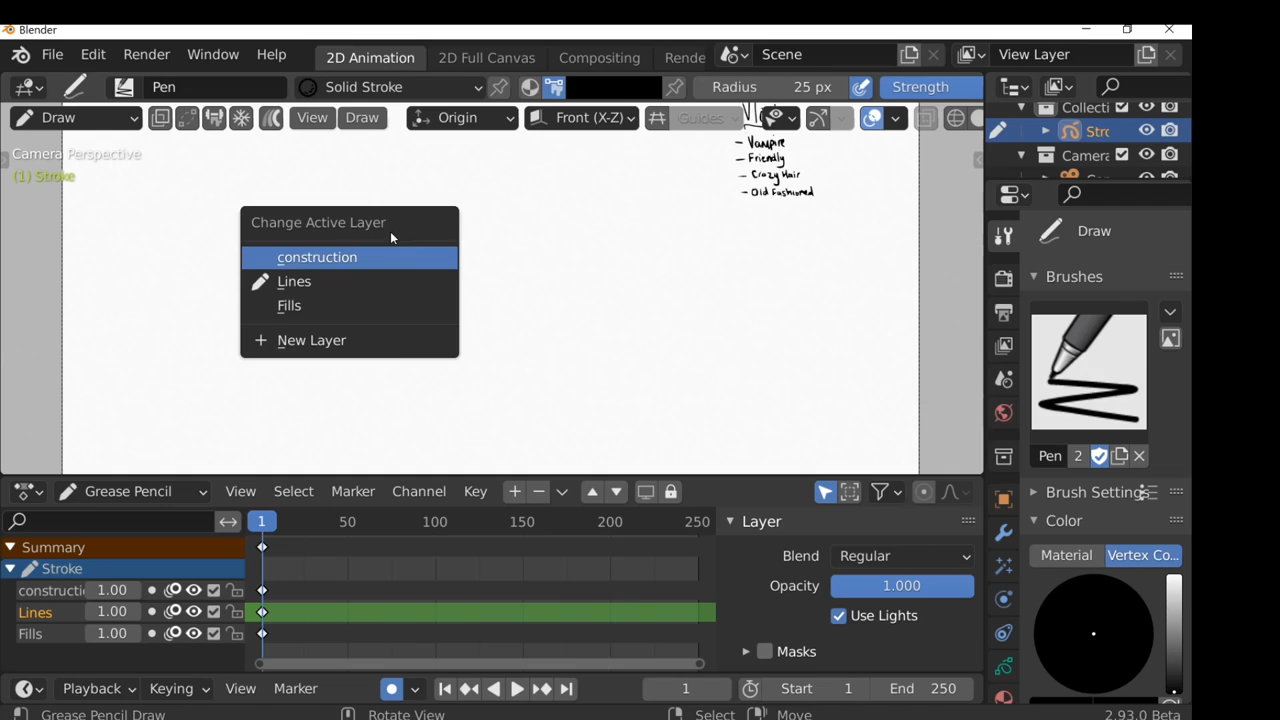 Blender
File Edit Render Window Help 2D Animation 2D Full Canvas Compositing Rende Scene View Layer
Pen Solid Stroke Radius 25 px Strength
Draw View Draw Origin Front (X-Z) Guides
Collecti
Strc
Camera
Camera Perspective
(1) Stroke
- Vampire
- Friendly
- Crazy Hair
- Old Fashioned
Change Active Layer
construction
Lines
Fills
+ New Layer
Draw
Brushes
Pen 2
Brush Settings
Color
Material Vertex Co...
Grease Pencil View Select Marker Channel Key
1 50 100 150 200 250
Summary
Stroke
constructi 1.00
Lines 1.00
Fills 1.00
Layer
Blend Regular
Opacity 1.000
Use Lights
Masks
Playback Keying View Marker 1 Start 1 End 250
Grease Pencil Draw Rotate View Select Move 2.93.0 Beta